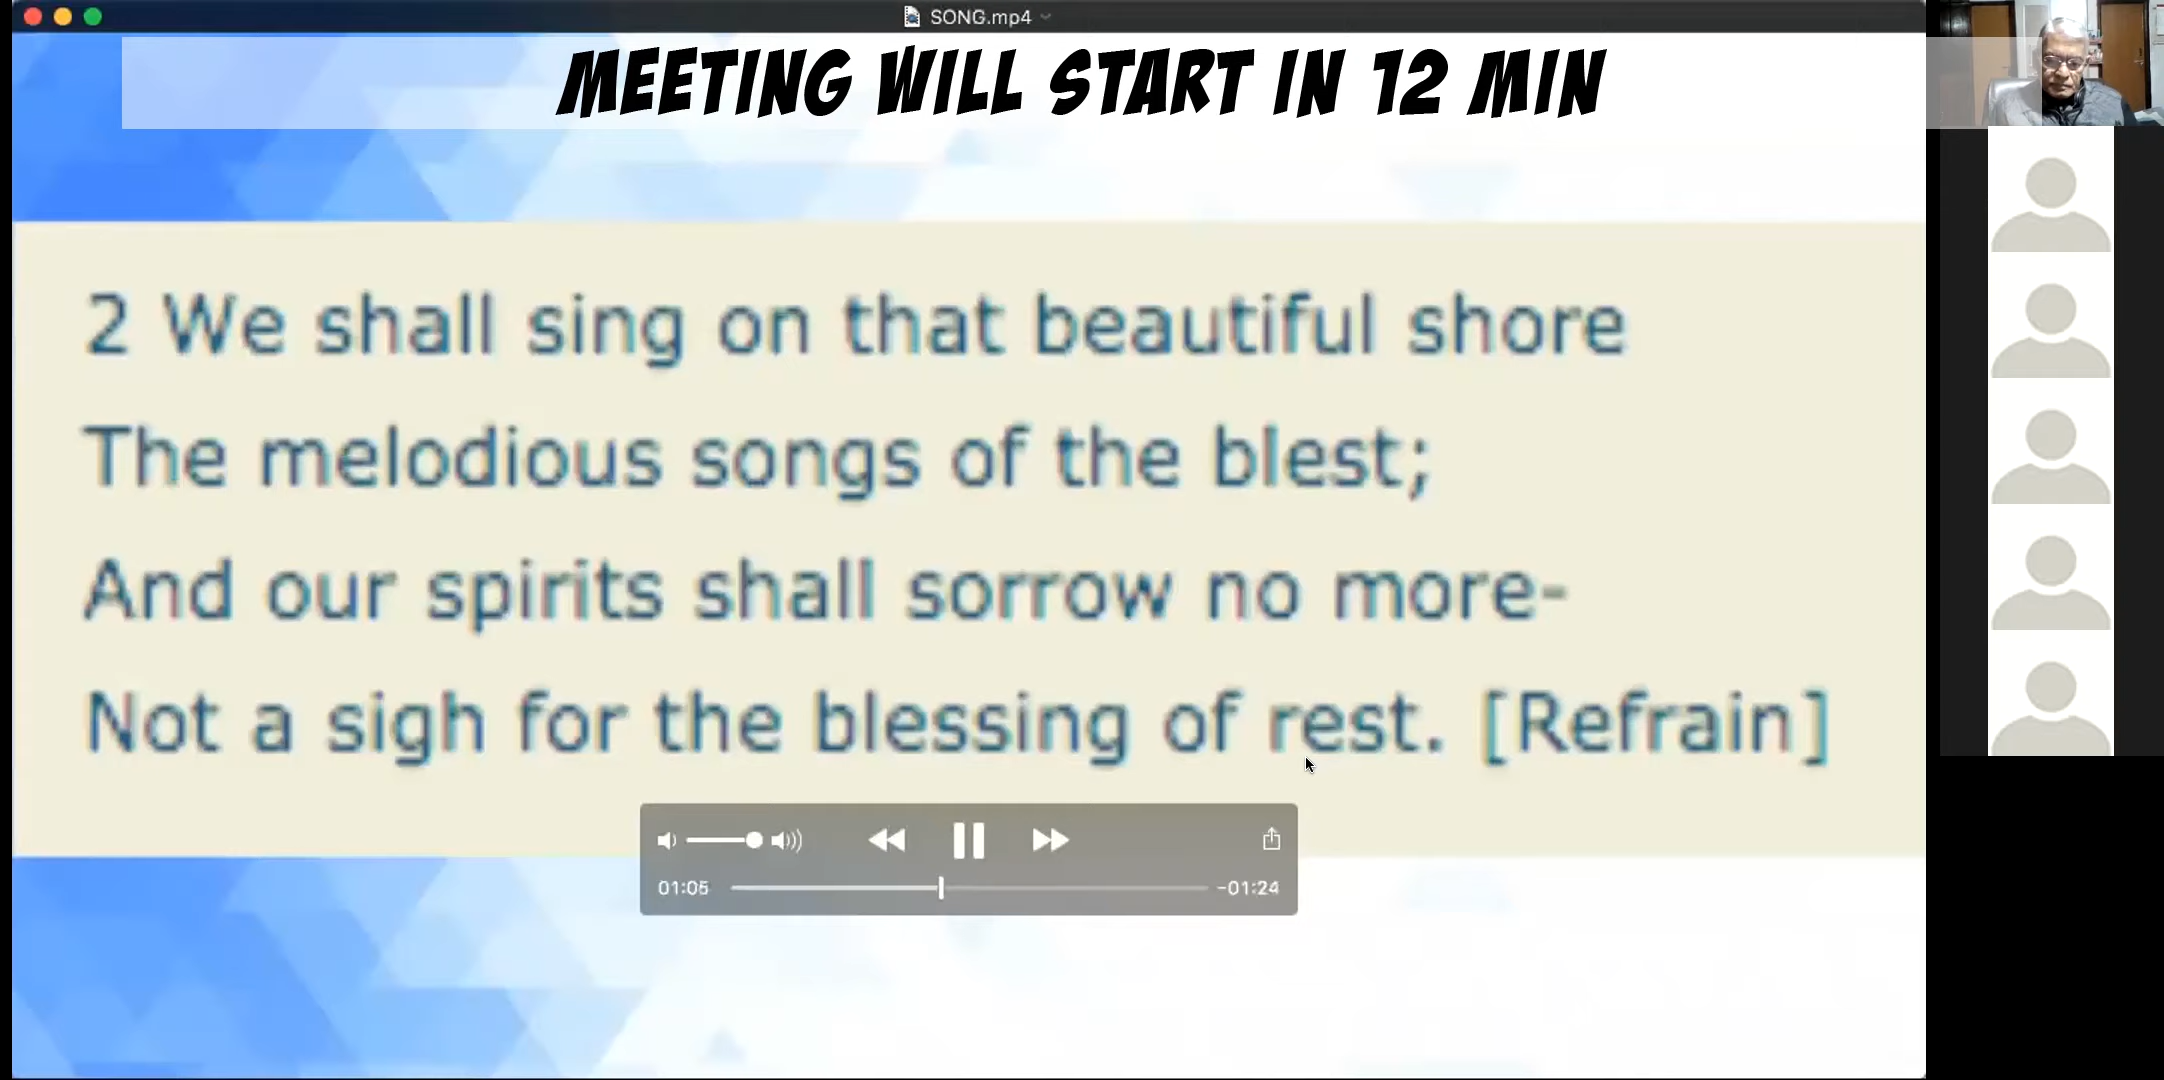 SONG.mp4
MEETING WILL START IN 12 MIN
2 We shall sing on that beautiful shore
The melodious songs of the blest;
And our spirits shall sorrow no more-
Not a sigh for the blessing of rest. [Refrain]
01:05
-01:24